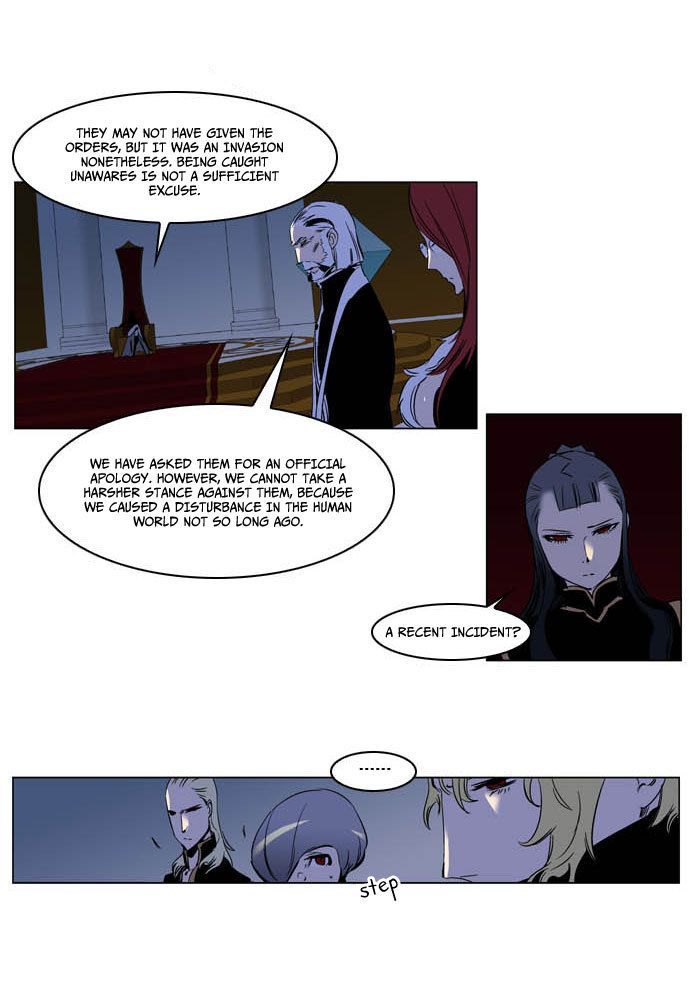 THEY MAY NOT HAVE GIVEN THE
ORDERS, BUT IT WAS AN INVASION
NONETHELESS. BEING CAUGHT
UNAWARES IS NOT A SUFFICIENT
EXCUSE.
WE HAVE ASKED THEM FOR AN OFFICIAL
APOLOGY. HOWEVER, WE CANNOT TAKE A
HARSHER STANCE AGAINST THEM, BECAUSE
WE CAUSED A DISTURBANCE IN THE HUMAN
WORLD NOT SO LONG AGO.
A RECENT INCIDENT?
------
step